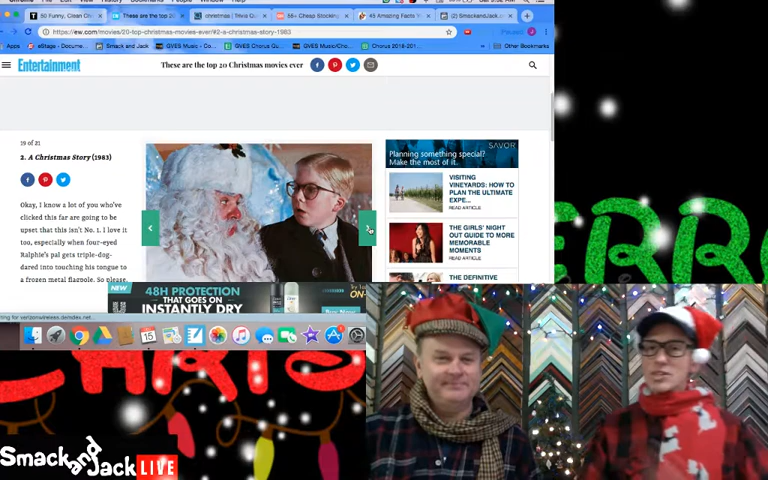 50 Funny, Clean Ch
These are the top 20
christmas | Trivia Qu
55+ Cheap Stocking
45 Amazing Facts
(2) SmackandJack.c
https://ew.com/movies/20-top-christmas-movies-ever/#2-a-christmas-story-1983
Apps
eStage - Docume...
Smack and Jack
GVES Music - Co...
GVES Chorus Qu...
GVES Music/Cho...
Chorus 2018-201...
Other Bookmarks
Entertainment
These are the top 20 Christmas movies ever
19 of 21
2. A Christmas Story (1983)
Okay, I know a lot of you who've
clicked this far are going to be
upset that this isn't No. 1. I love it
too, especially when four-eyed
Ralphie's pal gets triple-dog-
dared into touching his tongue to
a frozen metal flagpole. So please,
SAVOR
Planning something special?
Make the most of it.
VISITING
VINEYARDS: HOW TO
PLAN THE ULTIMATE
EXPE...
READ ARTICLE
THE GIRLS' NIGHT
OUT GUIDE TO MORE
MEMORABLE
MOMENTS
READ ARTICLE
THE DEFINITIVE
NEW
48H PROTECTION
THAT GOES ON
INSTANTLY DRY
15
ERR
CHRIS
Smack and Jack LIVE